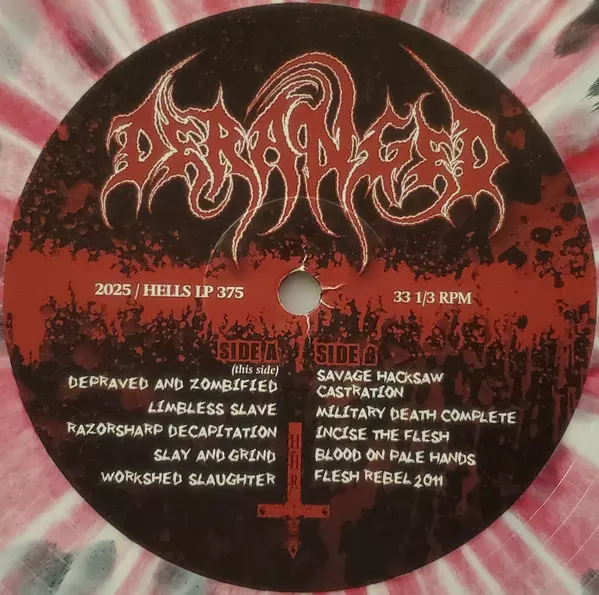 DERANGED
2025 / HELLS LP 375
33 1/3 RPM
SIDE A
(this side)
DEPRAVED AND ZOMBIFIED
LIMBLESS SLAVE
RAZORSHARP DECAPITATION
SLAY AND GRIND
WORKSHED SLAUGHTER
SIDE B
SAVAGE HACKSAW
CASTRATION
MILITARY DEATH COMPLETE
INCISE THE FLESH
BLOOD ON PALE HANDS
FLESH REBEL 2011
HHR